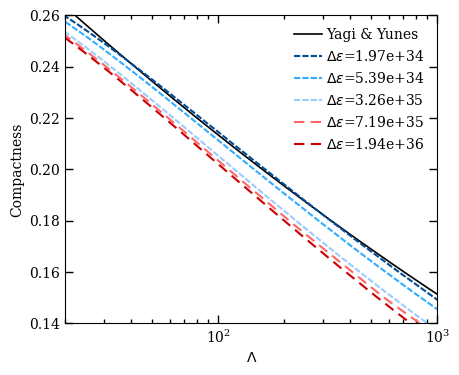 0.26
0.24
0.22
0.20
0.18
0.16
0.14
Compactness
Yagi & Yunes
Δε=1.97e+34
Δε=5.39e+34
Δε=3.26e+35
Δε=7.19e+35
Δε=1.94e+36
10²
10³
Λ